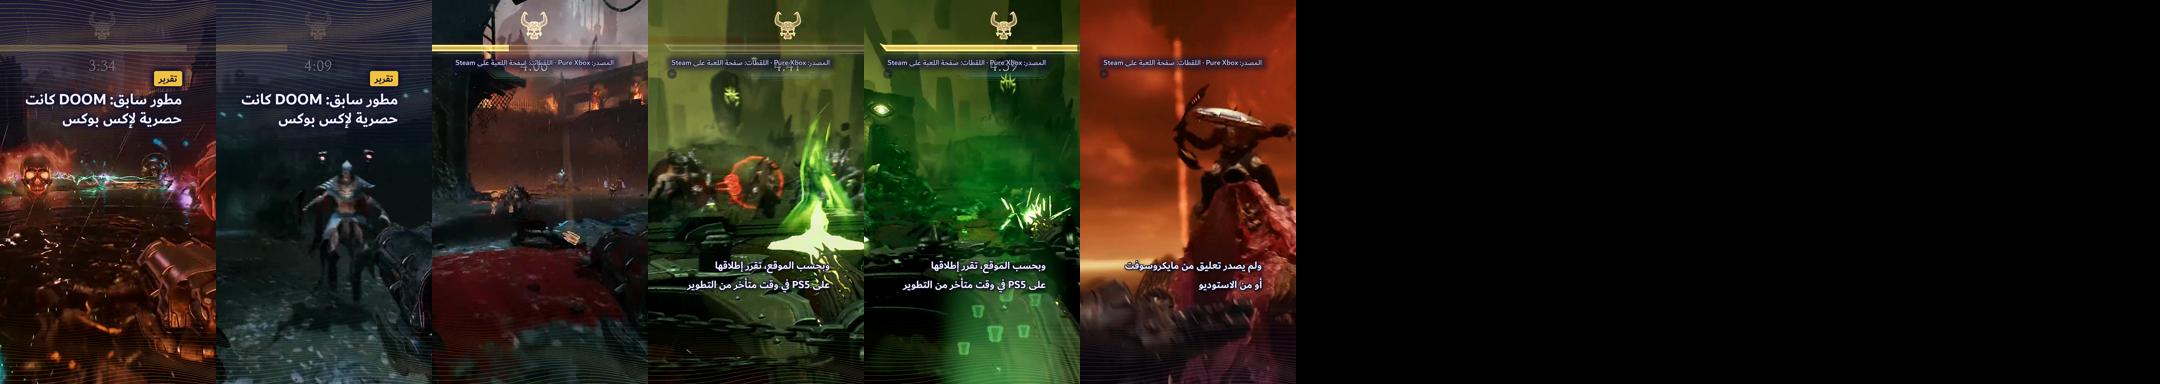 3:34
تقرير
مطور سابق: DOOM كانت
حصرية لإكس بوكس
4:09
تقرير
مطور سابق: DOOM كانت
حصرية لإكس بوكس
المصدر: Pure Xbox · اللقطات: صفحة اللعبة على Steam
المصدر: Pure Xbox · اللقطات: صفحة اللعبة على Steam
وبحسب الموقع، تقرر إطلاقها
على PS5 في وقت متأخر من التطوير
المصدر: Pure Xbox · اللقطات: صفحة اللعبة على Steam
وبحسب الموقع، تقرر إطلاقها
على PS5 في وقت متأخر من التطوير
المصدر: Pure Xbox · اللقطات: صفحة اللعبة على Steam
ولم يصدر تعليق من مايكروسوفت
أو من الاستوديو